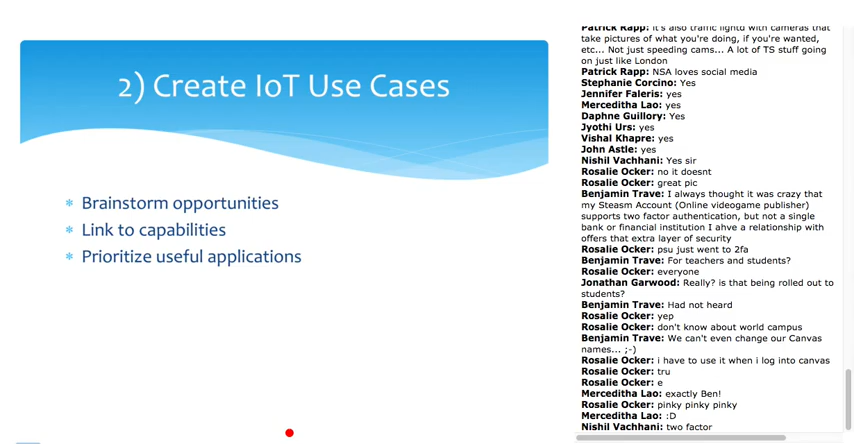 2) Create IoT Use Cases
* Brainstorm opportunities
* Link to capabilities
* Prioritize useful applications
Patrick Rapp: it's also traffic lightd with cameras that
take pictures of what you're doing, if you're wanted,
etc... Not just speeding cams... A lot of TS stuff going
on just like London
Patrick Rapp: NSA loves social media
Stephanie Corcino: Yes
Jennifer Faleris: yes
Merceditha Lao: yes
Daphne Guillory: Yes
Jyothi Urs: yes
Vishal Khapre: yes
John Astle: yes
Nishil Vachhani: Yes sir
Rosalie Ocker: no it doesnt
Rosalie Ocker: great pic
Benjamin Trave: I always thought it was crazy that
my Steasm Account (Online videogame publisher)
supports two factor authentication, but not a single
bank or financial institution I ahve a relationship with
offers that extra layer of security
Rosalie Ocker: psu just went to 2fa
Benjamin Trave: For teachers and students?
Rosalie Ocker: everyone
Jonathan Garwood: Really? is that being rolled out to
students?
Benjamin Trave: Had not heard
Rosalie Ocker: yep
Rosalie Ocker: don't know about world campus
Benjamin Trave: We can't even change our Canvas
names... ;-)
Rosalie Ocker: i have to use it when i log into canvas
Rosalie Ocker: tru
Rosalie Ocker: e
Merceditha Lao: exactly Ben!
Rosalie Ocker: pinky pinky pinky
Merceditha Lao: :D
Nishil Vachhani: two factor